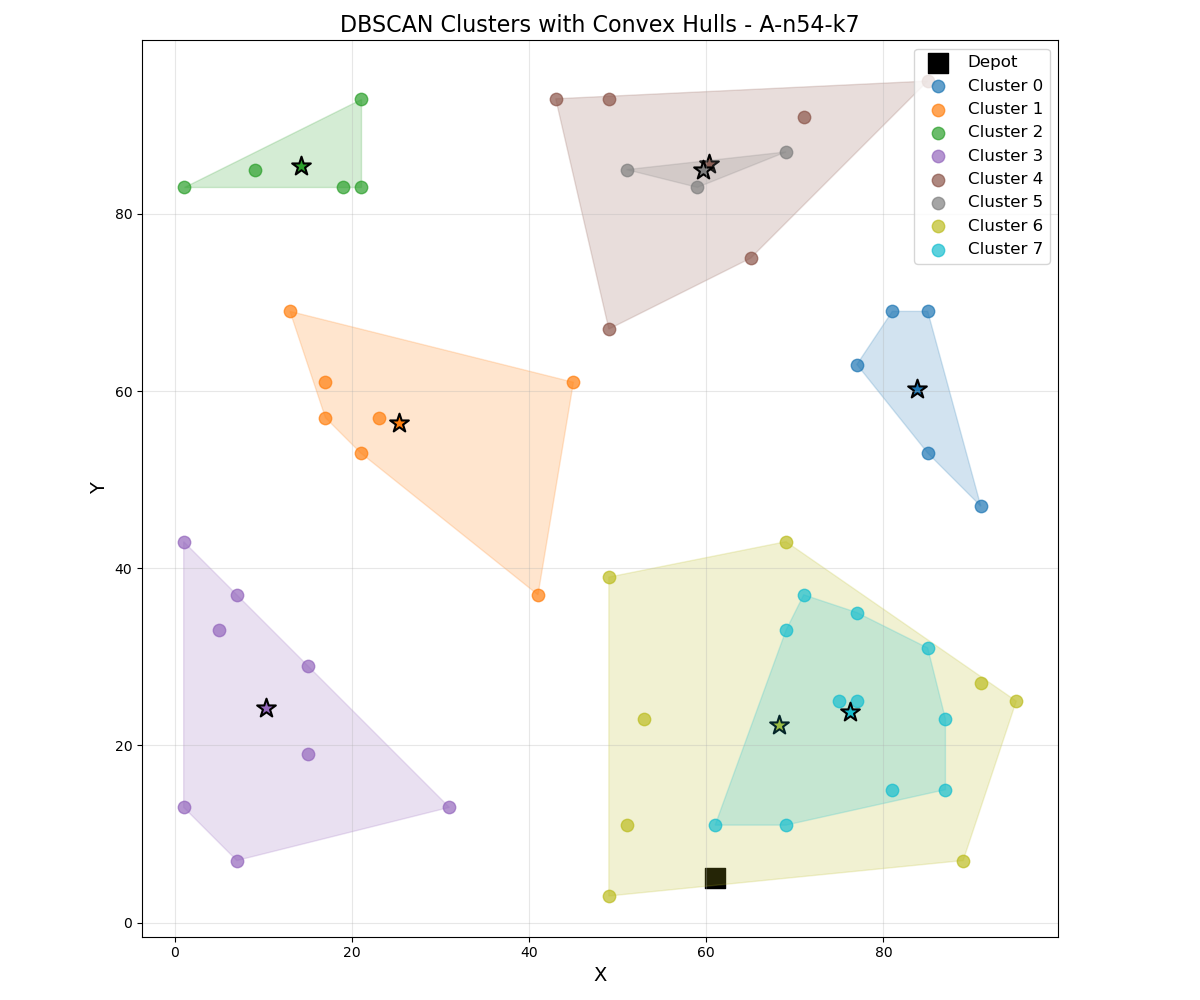 DBSCAN Clusters with Convex Hulls - A-n54-k7
Depot
Cluster 0
Cluster 1
Cluster 2
Cluster 3
Cluster 4
Cluster 5
Cluster 6
Cluster 7
80
60
40
20
0
Y
0 20 40 60 80
X